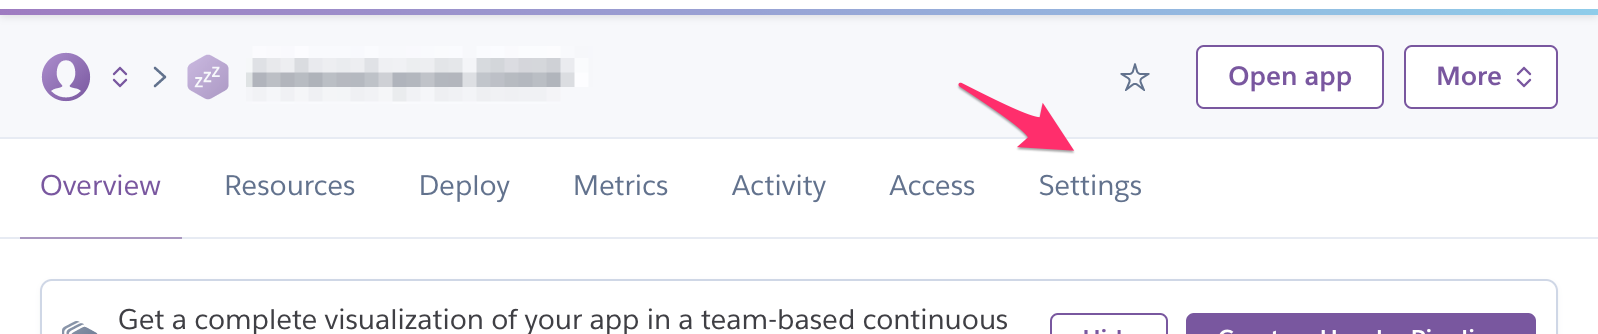 zzz
Open app
More
Overview
Resources
Deploy
Metrics
Activity
Access
Settings
Get a complete visualization of your app in a team-based continuous